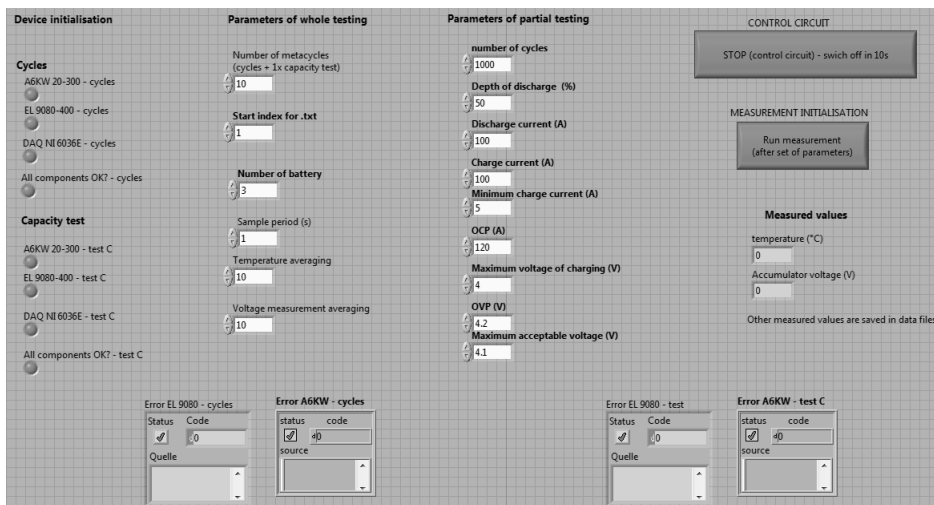 Device initialisation
Cycles
A6KW 20-300 - cycles
EL 9080-400 - cycles
DAQ NI 6036E - cycles
All components OK? - cycles
Capacity test
A6KW 20-300 - test C
EL 9080-400 - test C
DAQ NI 6036E - test C
All components OK? - test C
Parameters of whole testing
Number of metacycles
(cycles + 1x capacity test)
10
Start index for .txt
1
Number of battery
3
Sample period (s)
1
Temperature averaging
10
Voltage measurement averaging
10
Parameters of partial testing
number of cycles
1000
Depth of discharge (%)
50
Discharge current (A)
100
Charge current (A)
100
Minimum charge current (A)
5
OCP (A)
120
Maximum voltage of charging (V)
4
OVP (V)
4.2
Maximum acceptable voltage (V)
4.1
CONTROL CIRCUIT
STOP (control circuit) - swich off in 10s
MEASUREMENT INITIALISATION
Run measurement
(after set of parameters)
Measured values
temperature (°C)
0
Accumulator voltage (V)
0
Other measured values are saved in data files
Error EL 9080 - cycles
Status Code
0
Quelle
Error A6KW - cycles
status code
d0
source
Error EL 9080 - test
Status Code
0
Quelle
Error A6KW - test C
status code
d0
source